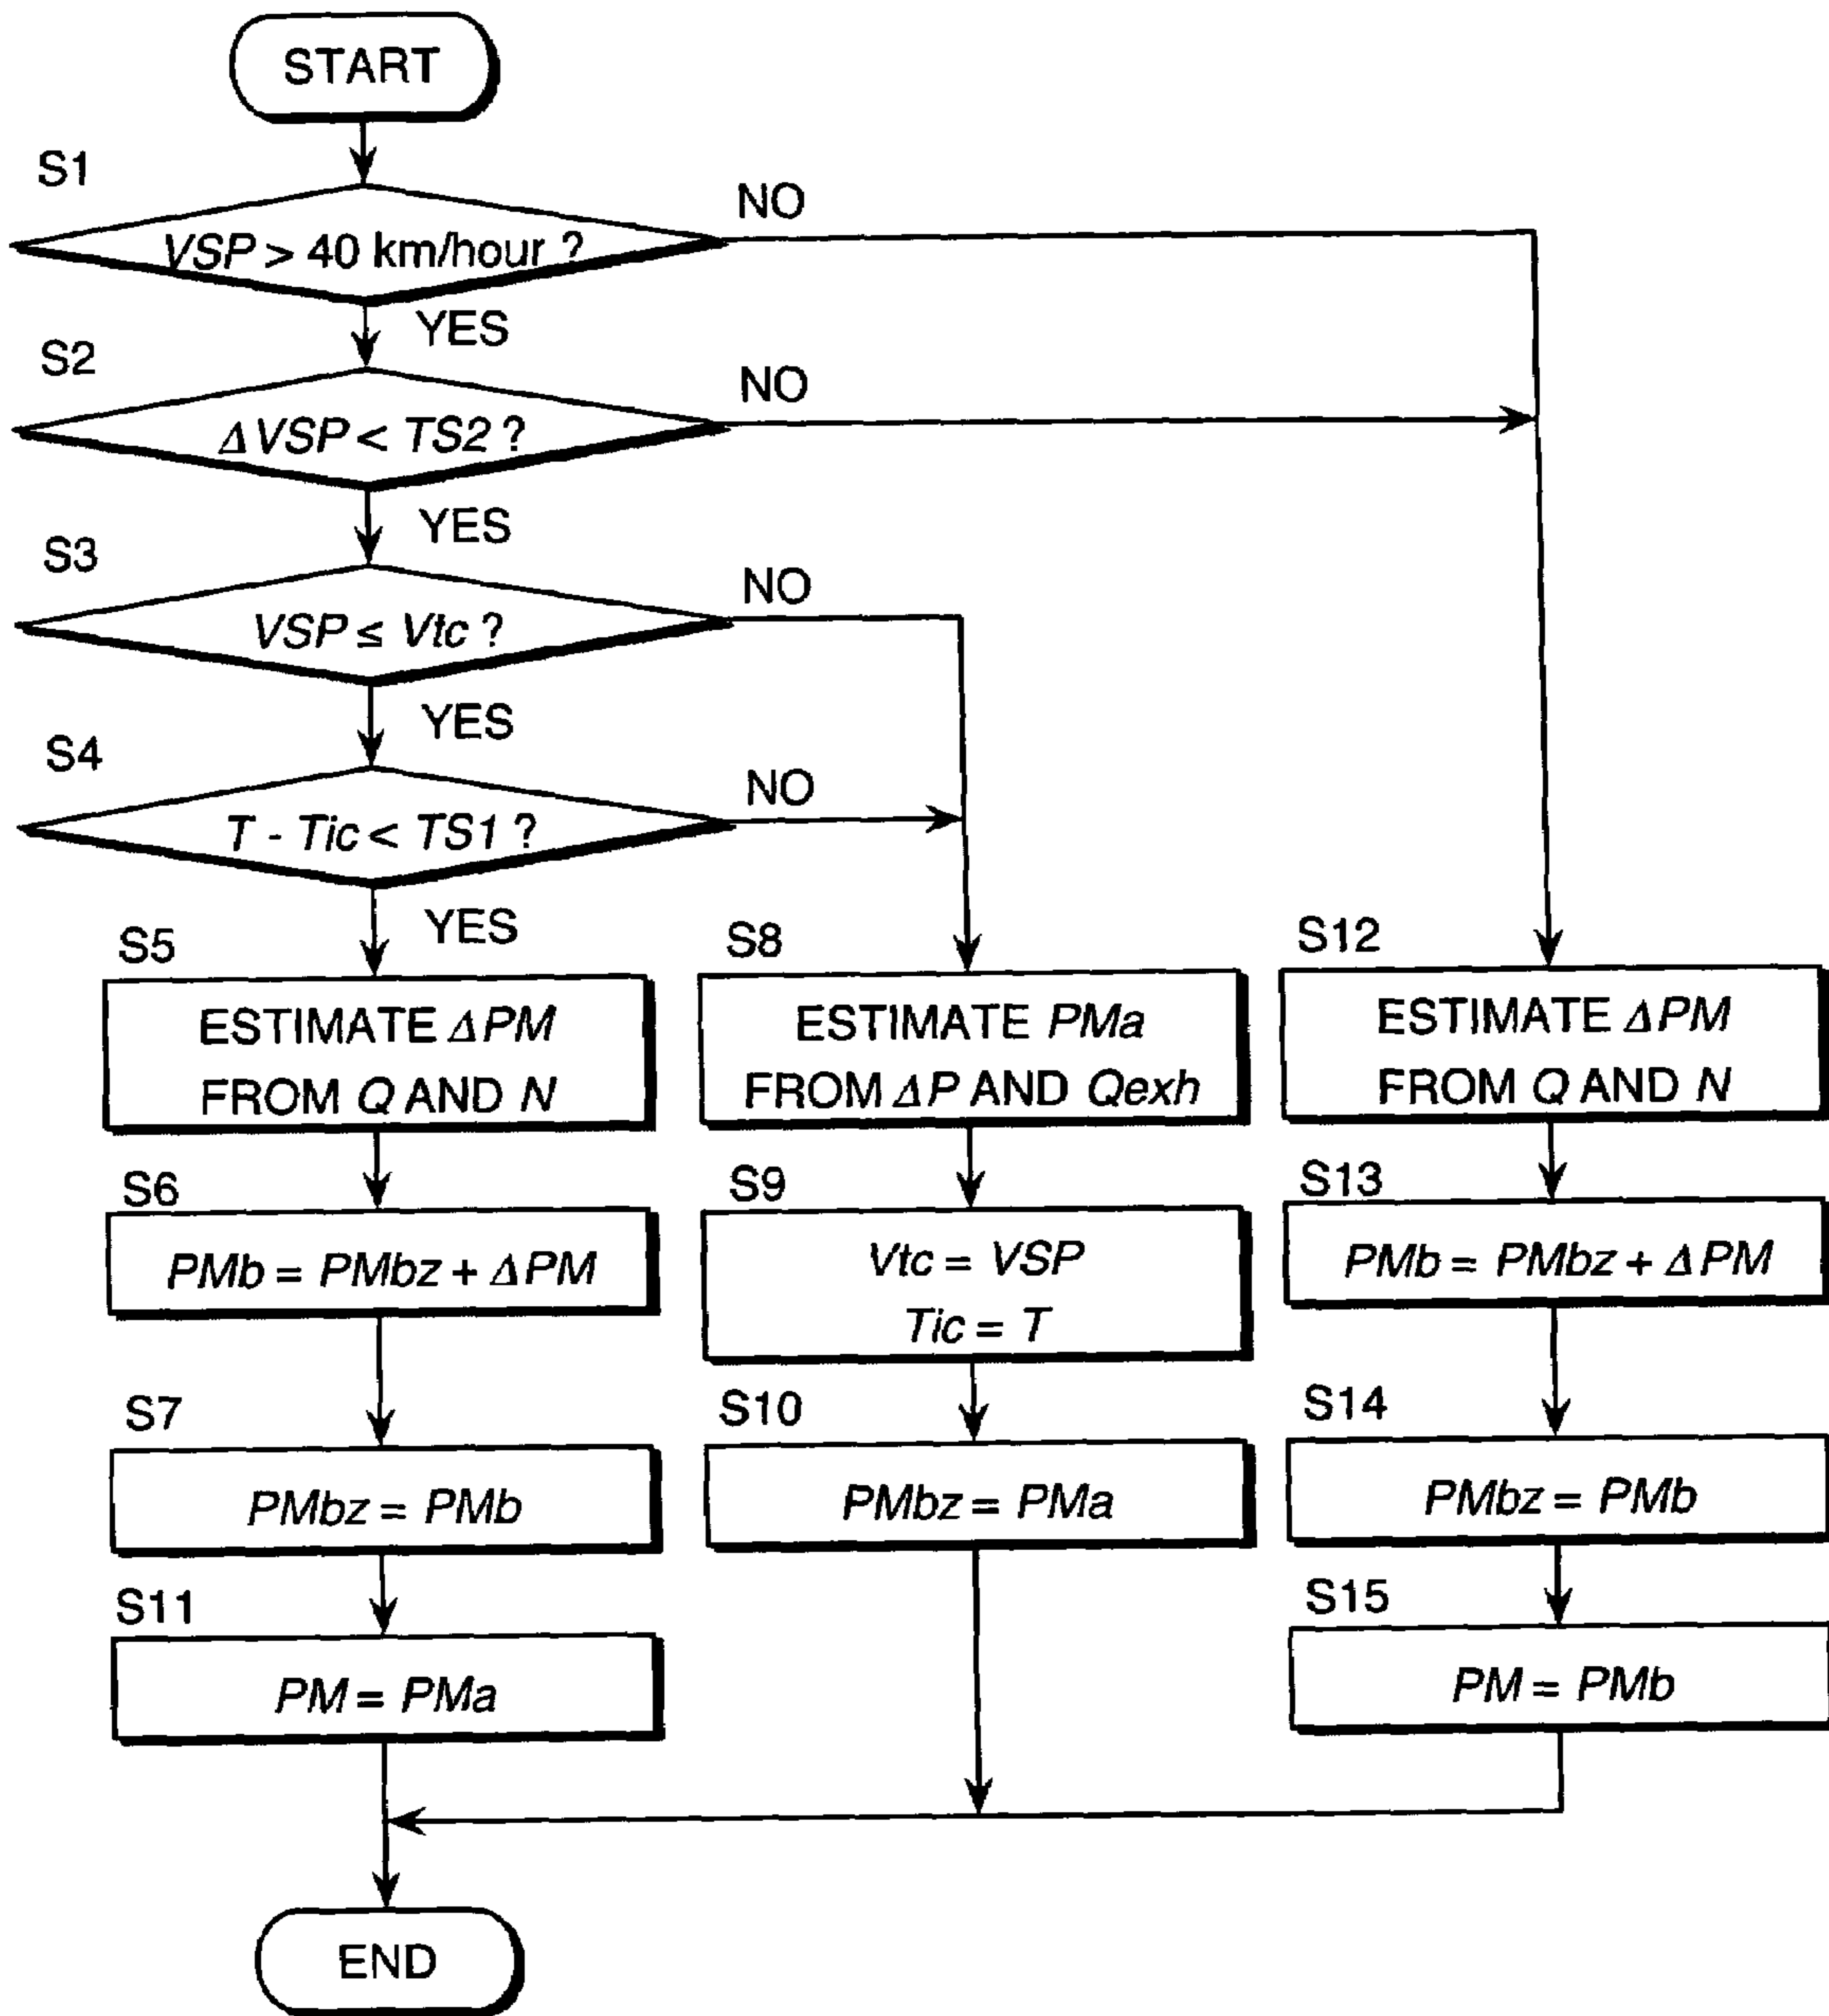 START
S1
VSP > 40 km/hour ?
NO
YES
S2
ΔVSP < TS2 ?
NO
YES
S3
VSP ≤ Vtc ?
NO
YES
S4
T - Tic < TS1 ?
NO
YES
S5
ESTIMATE ΔPM
FROM Q AND N
S6
PMb = PMbz + ΔPM
S7
PMbz = PMb
S11
PM = PMa
S8
ESTIMATE PMa
FROM ΔP AND Qexh
S9
Vtc = VSP
Tic = T
S10
PMbz = PMa
S12
ESTIMATE ΔPM
FROM Q AND N
S13
PMb = PMbz + ΔPM
S14
PMbz = PMb
S15
PM = PMb
END